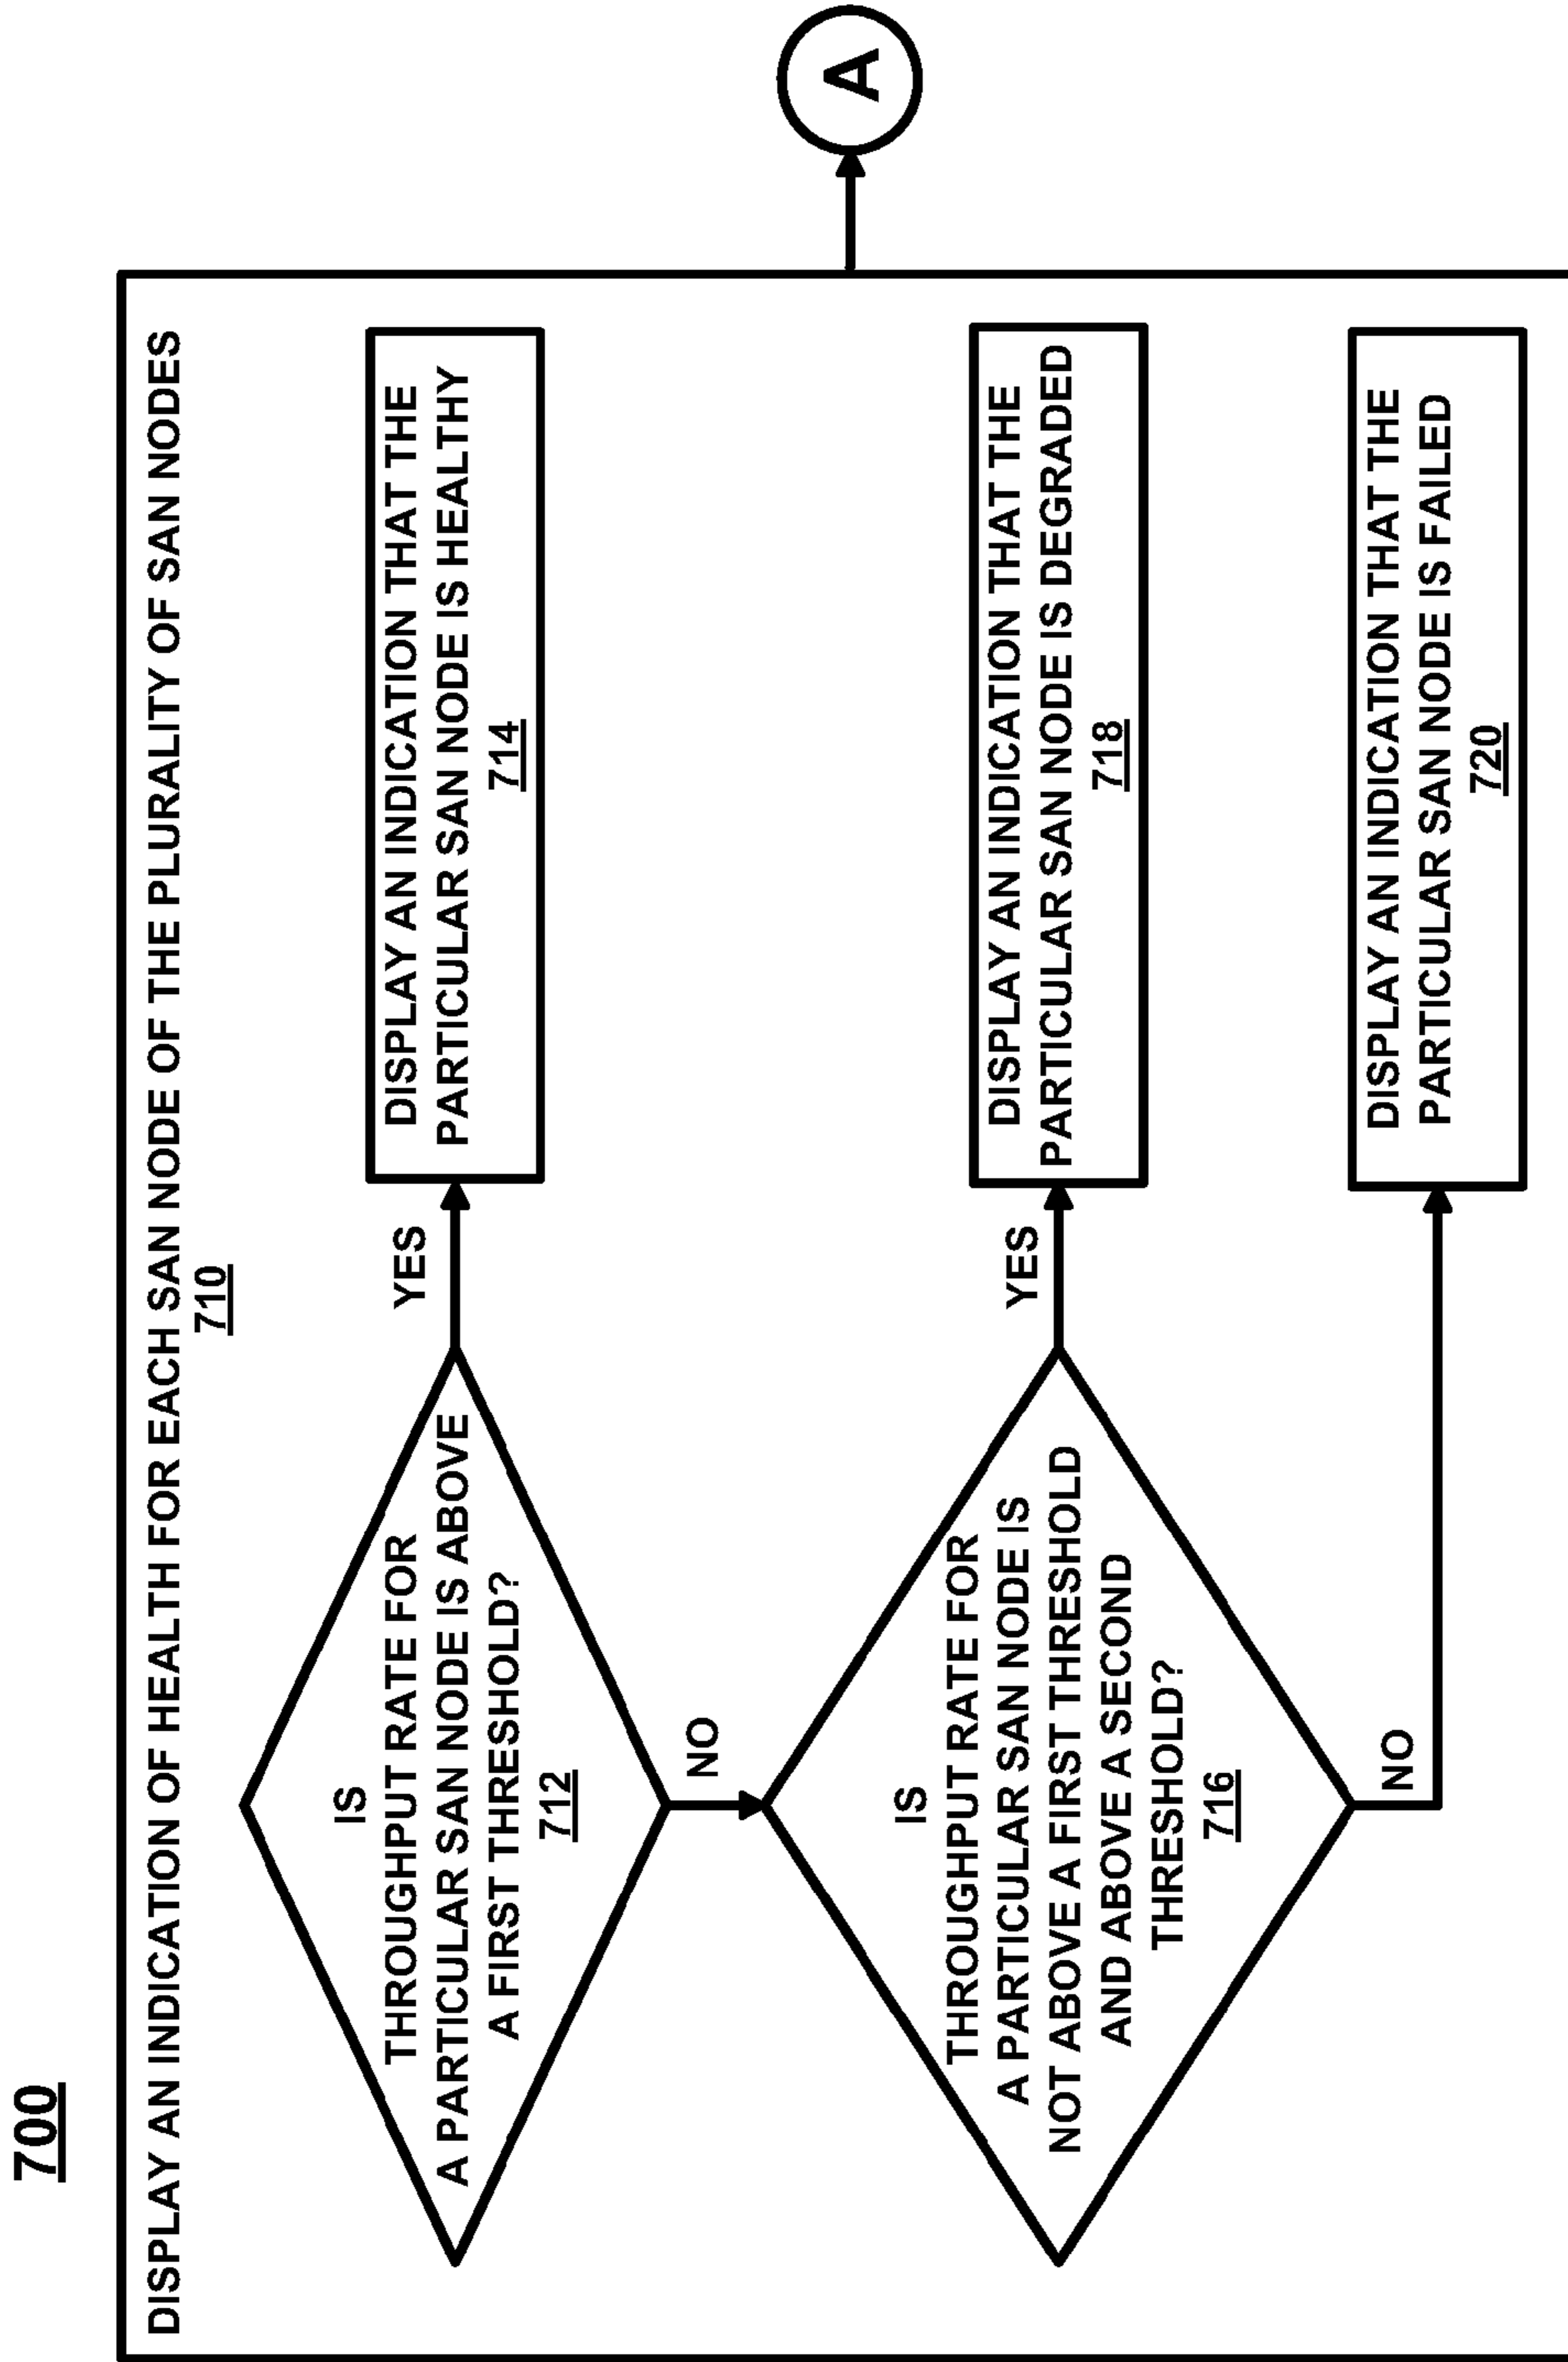 700
DISPLAY AN INDICATION OF HEALTH FOR EACH SAN NODE OF THE PLURALITY OF SAN NODES
710
IS
THROUGHPUT RATE FOR
A PARTICULAR SAN NODE IS ABOVE
A FIRST THRESHOLD?
712
YES
DISPLAY AN INDICATION THAT THE
PARTICULAR SAN NODE IS HEALTHY
714
NO
IS
THROUGHPUT RATE FOR
A PARTICULAR SAN NODE IS
NOT ABOVE A FIRST THRESHOLD
AND ABOVE A SECOND
THRESHOLD?
716
YES
DISPLAY AN INDICATION THAT THE
PARTICULAR SAN NODE IS DEGRADED
718
NO
DISPLAY AN INDICATION THAT THE
PARTICULAR SAN NODE IS FAILED
720
A